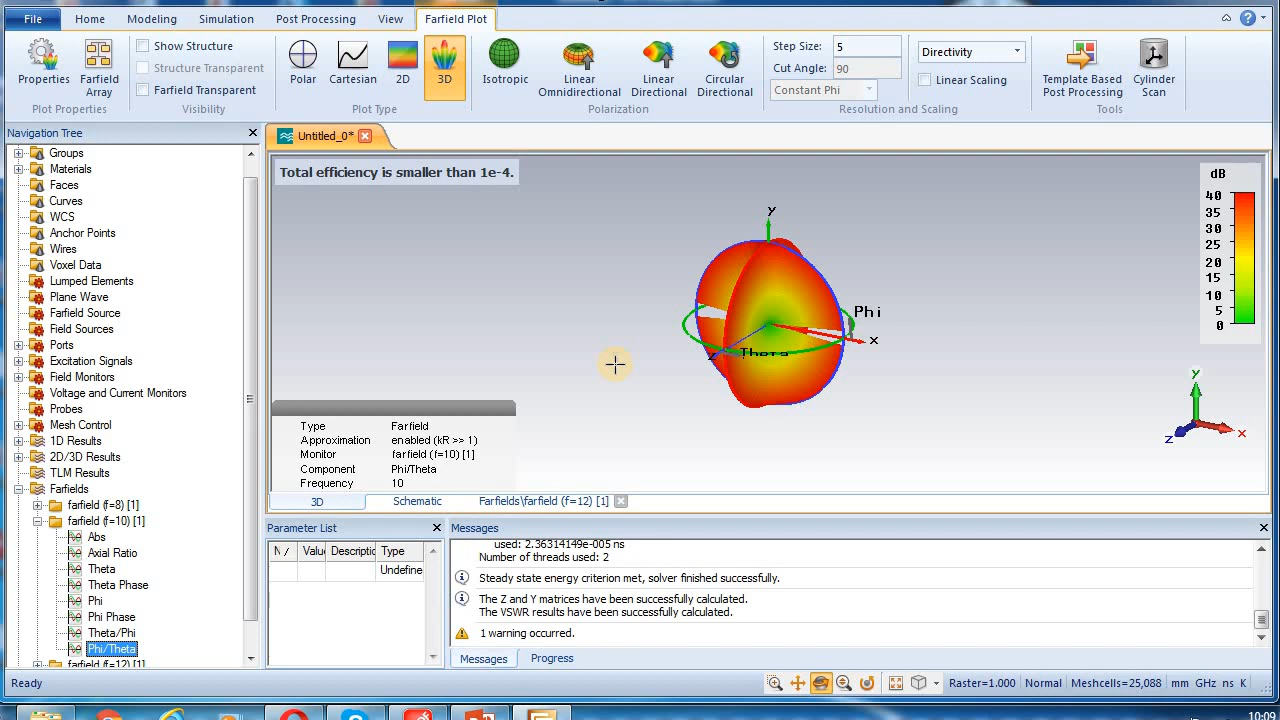 File Home Modeling Simulation Post Processing View Farfield Plot
Properties
Farfield Array
Show Structure
Structure Transparent
Farfield Transparent
Visibility
Plot Properties
Polar Cartesian 2D 3D
Plot Type
Isotropic
Linear Omnidirectional
Linear Directional
Circular Directional
Polarization
Step Size: 5
Cut Angle: 90
Constant Phi
Directivity
Linear Scaling
Resolution and Scaling
Template Based Post Processing
Cylinder Scan
Tools
Navigation Tree
Groups
Materials
Faces
Curves
WCS
Anchor Points
Wires
Voxel Data
Lumped Elements
Plane Wave
Farfield Source
Field Sources
Ports
Excitation Signals
Field Monitors
Voltage and Current Monitors
Probes
Mesh Control
1D Results
2D/3D Results
TLM Results
Farfields
farfield (f=8) [1]
farfield (f=10) [1]
Abs
Axial Ratio
Theta
Theta Phase
Phi
Phi Phase
Theta/Phi
Phi/Theta
farfield (f=12) [1]
Untitled_0*
Total efficiency is smaller than 1e-4.
y
Phi
x
Theta
z
dB
40
35
30
25
20
15
10
5
0
y
x
z
Type Farfield
Approximation enabled (kR >> 1)
Monitor farfield (f=10) [1]
Component Phi/Theta
Frequency 10
3D Schematic Farfields\farfield (f=12) [1]
Parameter List
Type
Undefine
Messages
used: 2.36314149e-005 ns
Number of threads used: 2
Steady state energy criterion met, solver finished successfully.
The Z and Y matrices have been successfully calculated.
The VSWR results have been successfully calculated.
1 warning occurred.
Messages Progress
Ready
Raster=1.000 Normal Meshcells=25,088 mm GHz ns K
10:09